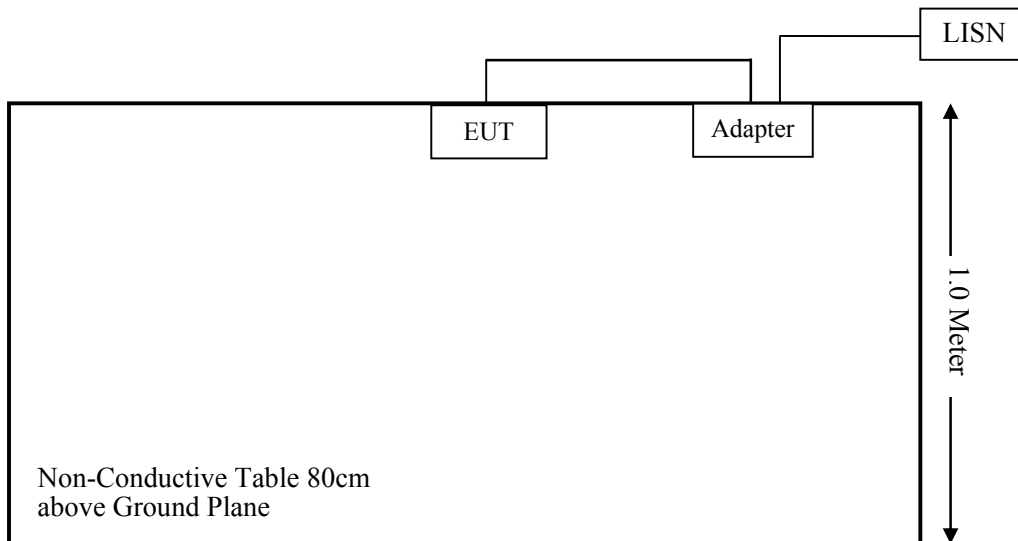 LISN
EUT
Adapter
1.0 Meter
Non-Conductive Table 80cm
above Ground Plane